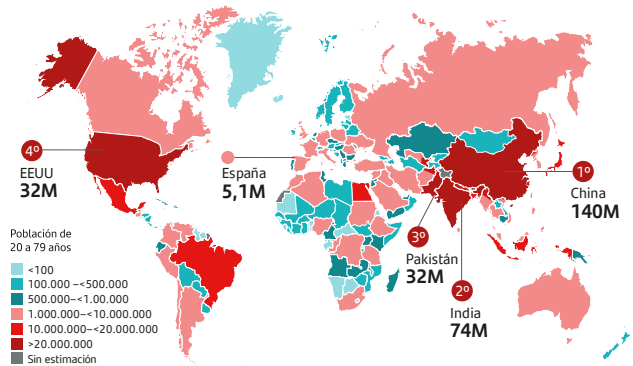 4º
EEUU
32M
España
5,1M
1º
China
140M
3º
Pakistán
32M
2º
India
74M
Población de
20 a 79 años
<100
100.000 –<500.000
500.000–<1.00.000
1.000.000–<10.000.000
10.000.000–<20.000.000
>20.000.000
Sin estimación